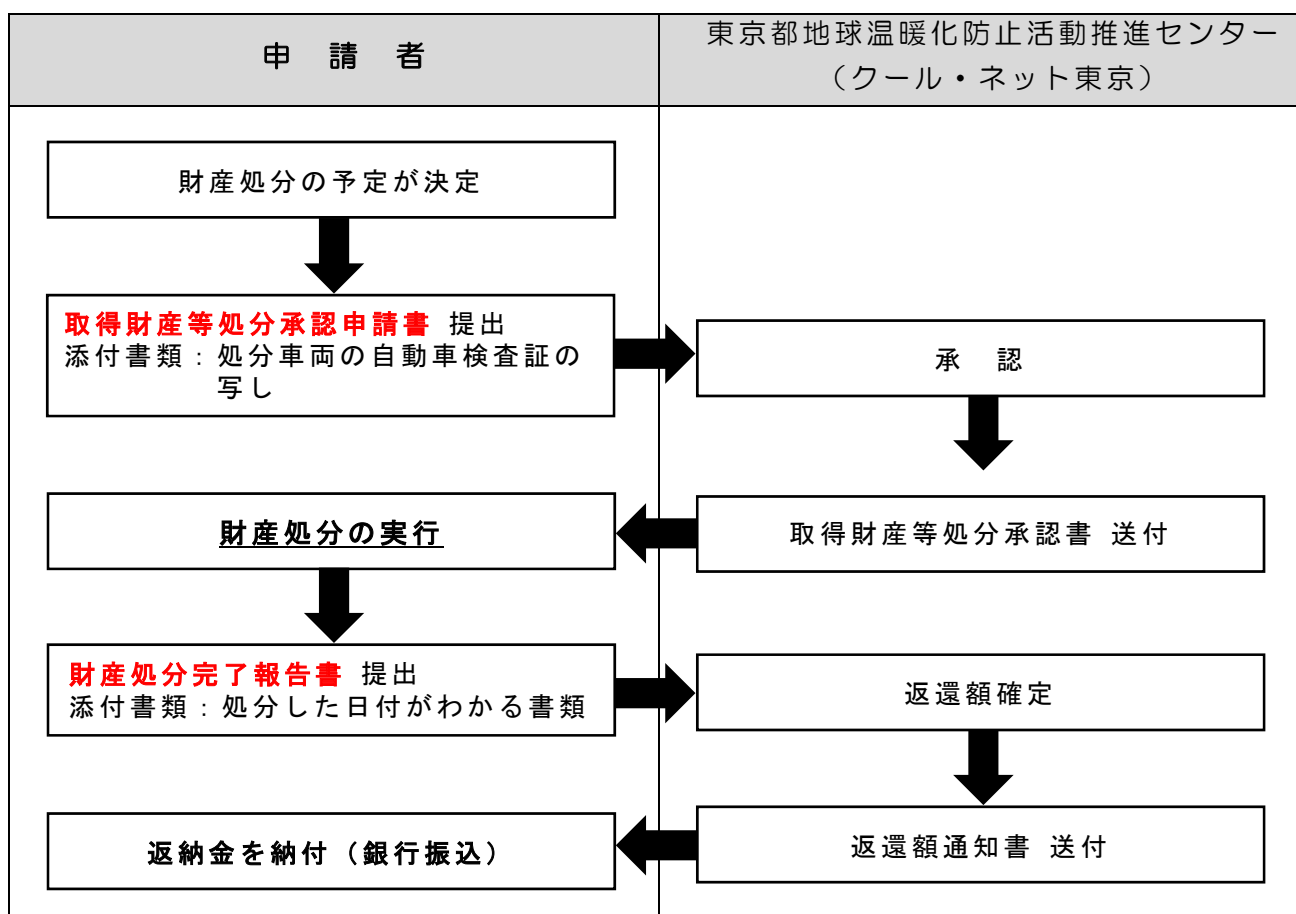 申 請 者
東京都地球温暖化防止活動推進センター
（クール・ネット東京）
財産処分の予定が決定
取得財産等処分承認申請書 提出
添付書類：処分車両の自動車検査証の
写し
承 認
取得財産等処分承認書 送付
財産処分の実行
財産処分完了報告書 提出
添付書類：処分した日付がわかる書類
返還額確定
返還額通知書 送付
返納金を納付（銀行振込）